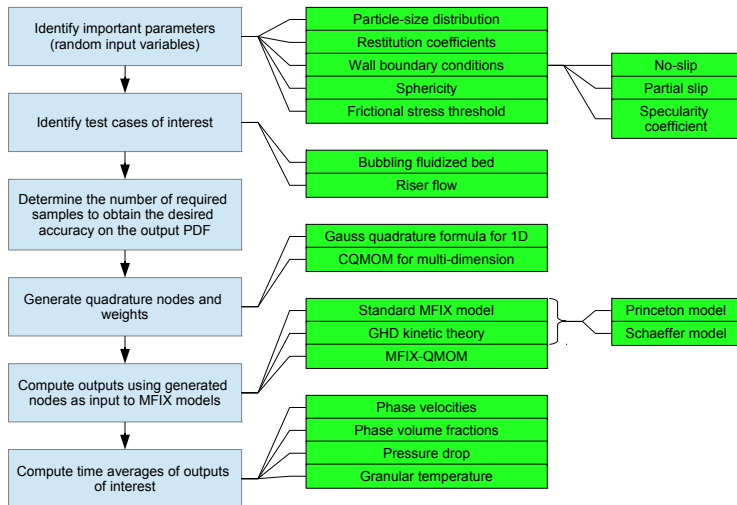 Identify important parameters
(random input variables)
Identify test cases of interest
Determine the number of required
samples to obtain the desired
accuracy on the output PDF
Generate quadrature nodes and
weights
Compute outputs using generated
nodes as input to MFIX models
Compute time averages of outputs
of interest
Particle-size distribution
Restitution coefficients
Wall boundary conditions
Sphericity
Frictional stress threshold
No-slip
Partial slip
Specularity
coefficient
Bubbling fluidized bed
Riser flow
Gauss quadrature formula for 1D
CQMOM for multi-dimension
Standard MFIX model
GHD kinetic theory
MFIX-QMOM
Princeton model
Schaeffer model
Phase velocities
Phase volume fractions
Pressure drop
Granular temperature